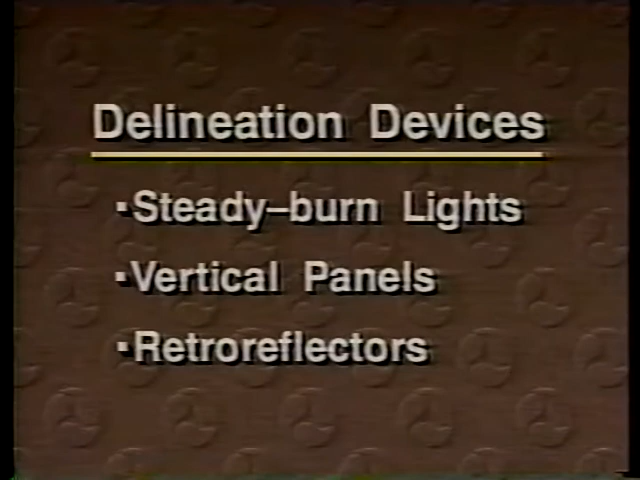 Delineation Devices
·Steady–burn Lights
·Vertical Panels
·Retroreflectors